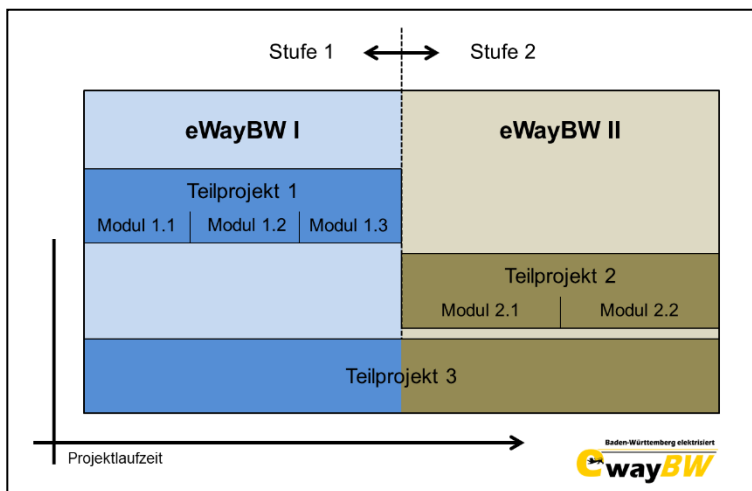 Stufe 1
Stufe 2
eWayBW I
eWayBW II
Teilprojekt 1
Modul 1.1
Modul 1.2
Modul 1.3
Teilprojekt 2
Modul 2.1
Modul 2.2
Teilprojekt 3
Projektlaufzeit
Baden-Württemberg elektrisiert
ewayBW